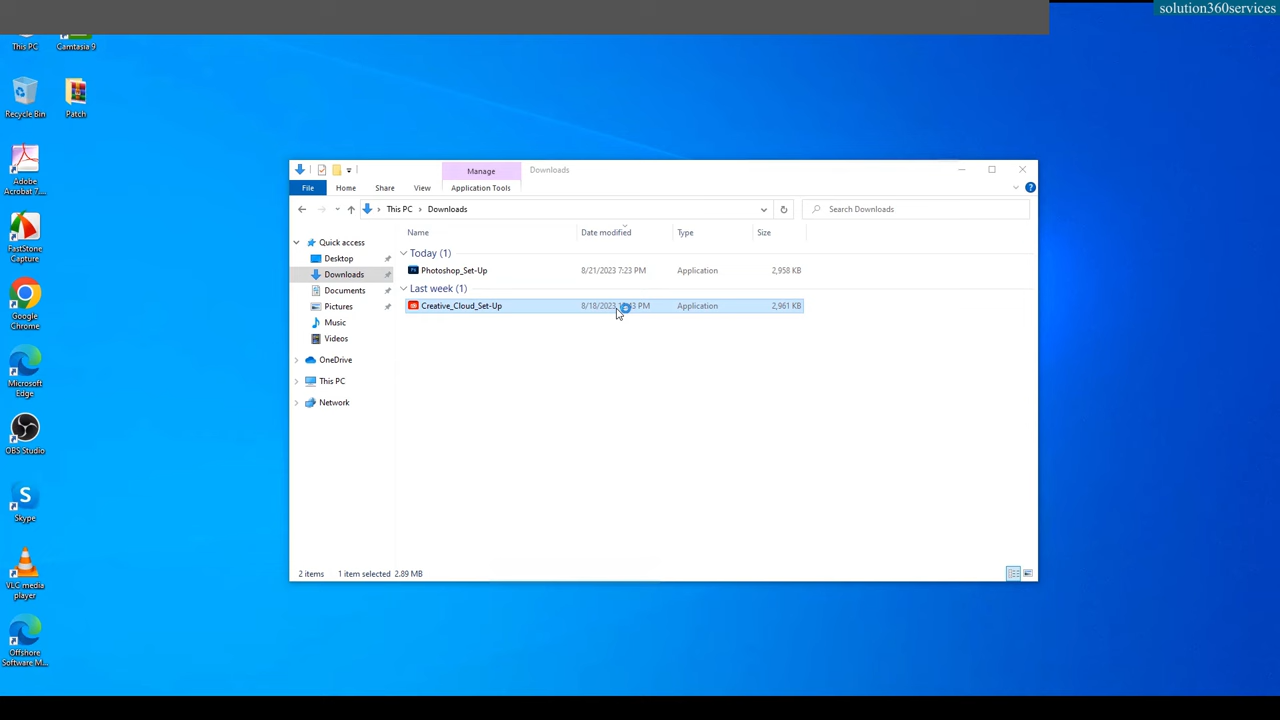 solution360services
This PC
Camtasia 9
Recycle Bin
Patch
Adobe
Acrobat 7....
FastStone
Capture
Google
Chrome
Microsoft
Edge
OBS Studio
Skype
VLC media
player
Offshore
Software M...
Manage
Downloads
File
Home
Share
View
Application Tools
This PC
Downloads
Search Downloads
Name
Date modified
Type
Size
Quick access
Desktop
Downloads
Documents
Pictures
Music
Videos
OneDrive
This PC
Network
Today (1)
Photoshop_Set-Up 8/21/2023 7:23 PM Application 2,958 KB
Last week (1)
Creative_Cloud_Set-Up 8/18/2023 PM Application 2,961 KB
2 items 1 item selected 2.89 MB